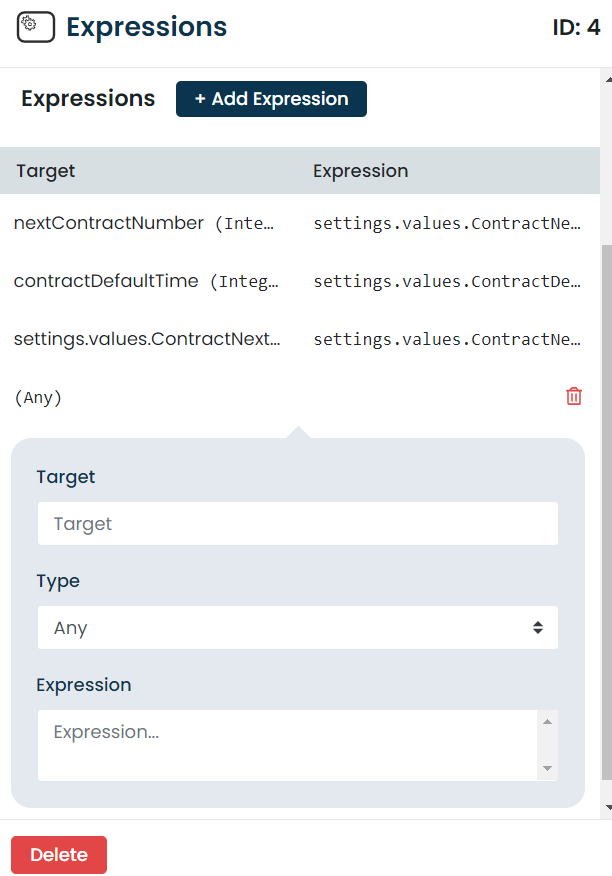 Expressions ID: 4
Expressions + Add Expression
Target Expression
nextContractNumber (Inte… settings.values.ContractNe…
contractDefaultTime (Integ… settings.values.ContractDe…
settings.values.ContractNext… settings.values.ContractNe…
(Any)
Target
Target
Type
Any
Expression
Expression...
Delete